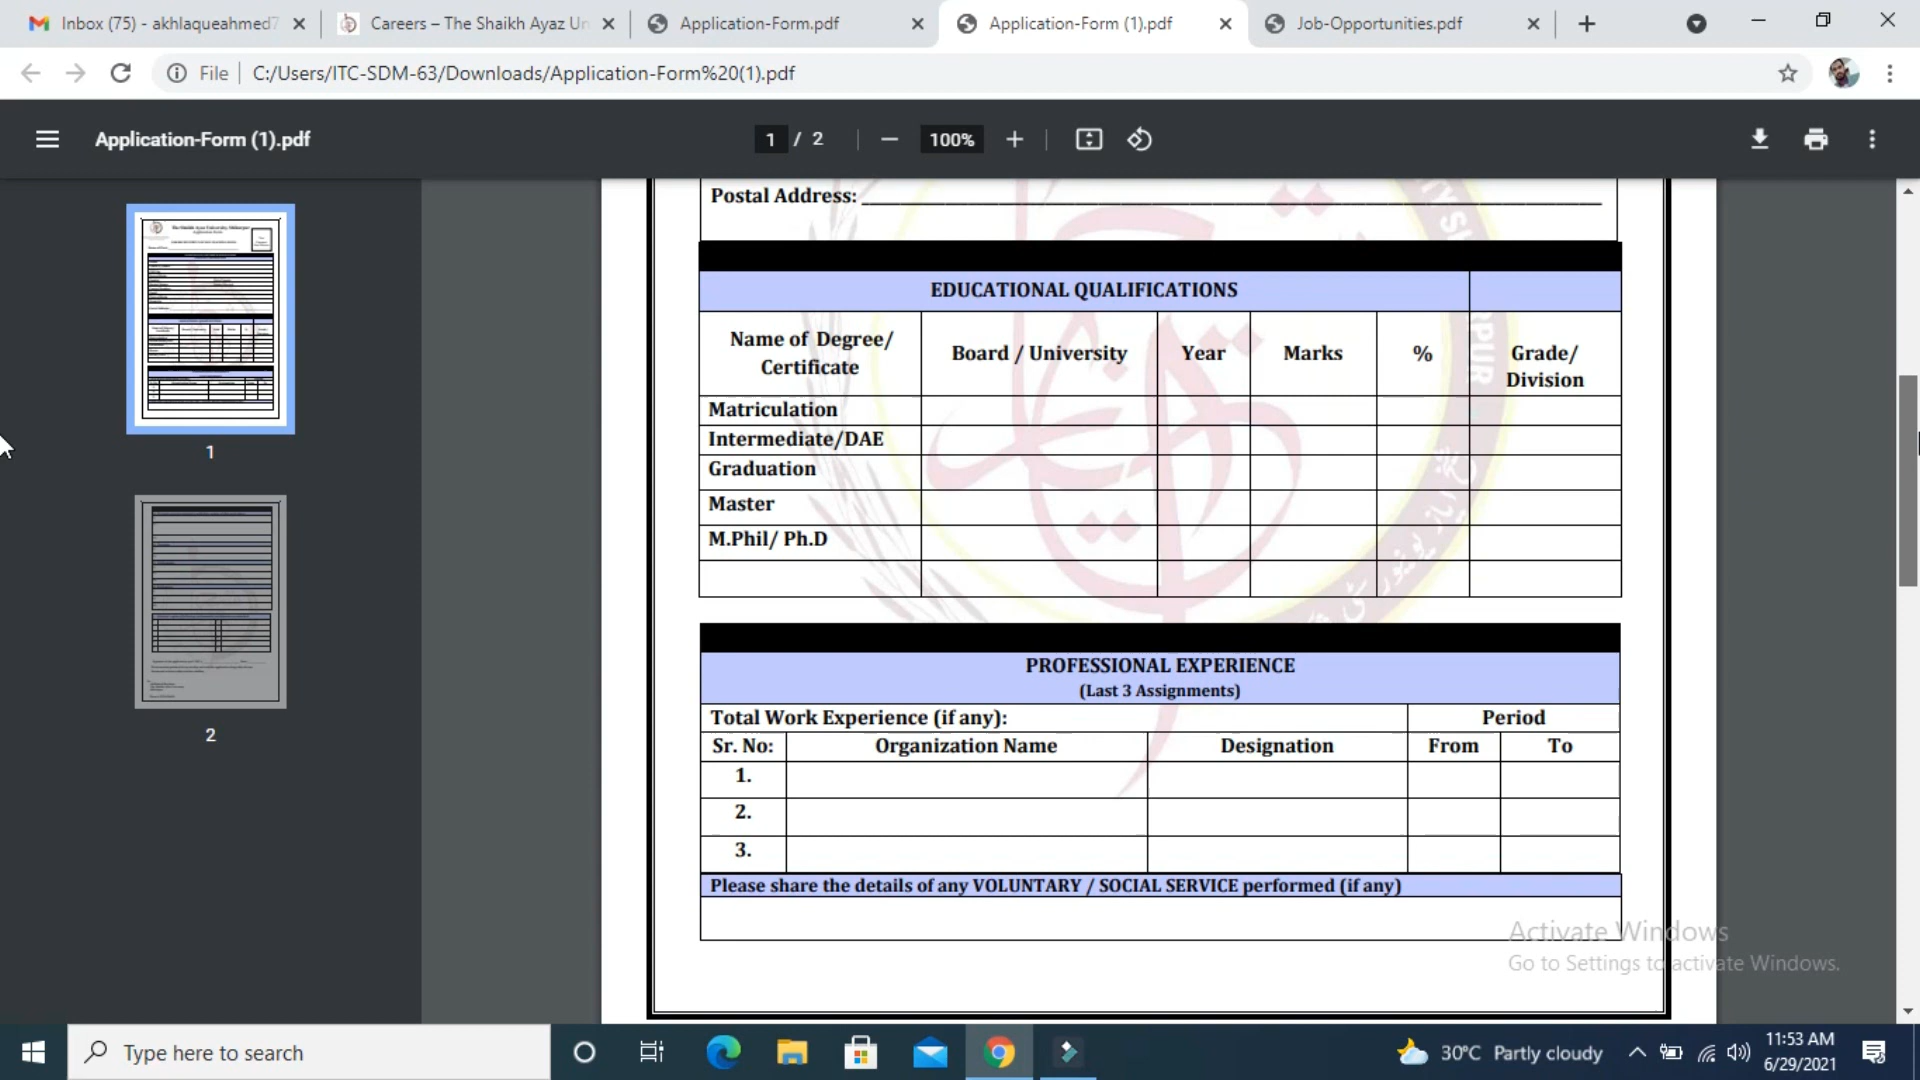 Inbox (75) - akhlaqueahmed7
Careers – The Shaikh Ayaz Un
Application-Form.pdf
Application-Form (1).pdf
Job-Opportunities.pdf
File
C:/Users/ITC-SDM-63/Downloads/Application-Form%20(1).pdf
Application-Form (1).pdf
1 / 2
100%
1
2
Postal Address:
EDUCATIONAL QUALIFICATIONS
Name of Degree/ Certificate
Board / University
Year
Marks
%
Grade/ Division
Matriculation
Intermediate/DAE
Graduation
Master
M.Phil/ Ph.D
PROFESSIONAL EXPERIENCE
(Last 3 Assignments)
Total Work Experience (if any):
Period
Sr. No:
Organization Name
Designation
From
To
1.
2.
3.
Please share the details of any VOLUNTARY / SOCIAL SERVICE performed (if any)
Activate Windows
Go to Settings to activate Windows.
Type here to search
30°C Partly cloudy
11:53 AM
6/29/2021